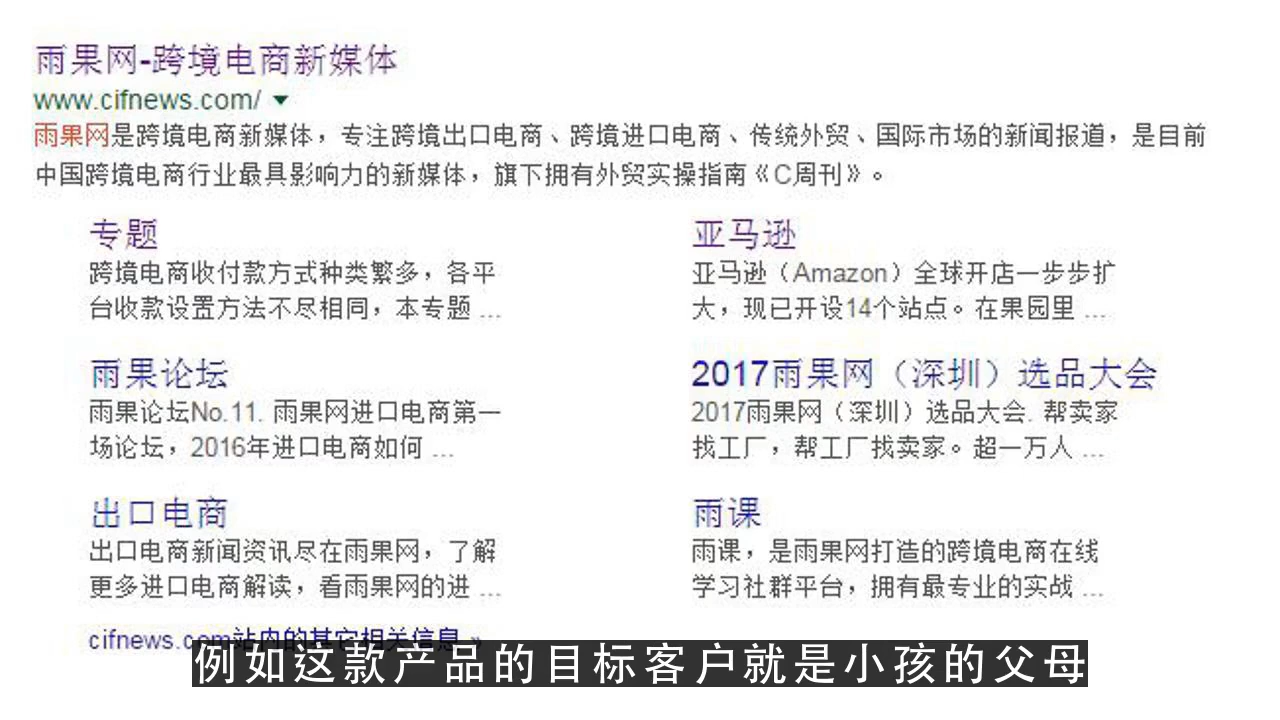 雨果网-跨境电商新媒体
www.cifnews.com/
雨果网是跨境电商新媒体，专注跨境出口电商、跨境进口电商、传统外贸、国际市场的新闻报道，是目前
中国跨境电商行业最具影响力的新媒体，旗下拥有外贸实操指南《C周刊》。
专题
跨境电商收付款方式种类繁多，各平
台收款设置方法不尽相同，本专题 ...
亚马逊
亚马逊（Amazon）全球开店一步步扩
大，现已开设14个站点。在果园里 ...
雨果论坛
雨果论坛No.11. 雨果网进口电商第一
场论坛，2016年进口电商如何 ...
2017雨果网（深圳）选品大会
2017雨果网（深圳）选品大会. 帮卖家
找工厂，帮工厂找卖家。超一万人 ...
出口电商
出口电商新闻资讯尽在雨果网，了解
更多进口电商解读，看雨果网的进 ...
雨课
雨课，是雨果网打造的跨境电商在线
学习社群平台，拥有最专业的实战 ...
cifnews.com站内的其它相关信息 »
例如这款产品的目标客户就是小孩的父母